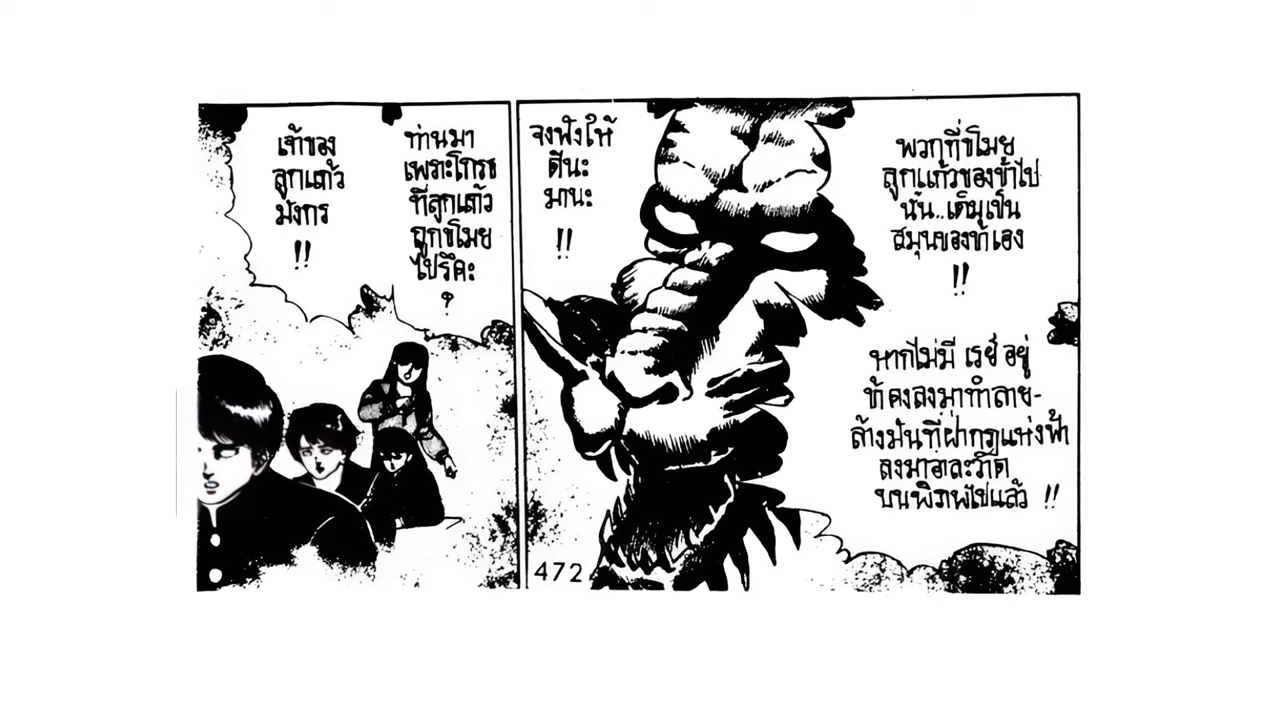 เจ้าของ
ลูกแก้ว
มังกร
!!
ท่านมา
เพราะโกรธ
ที่ลูกแก้ว
ถูกขโมย
ไปรึคะ
?
จงฟังให้
ดีนะ
มานะ
!!
พวกที่ขโมย
ลูกแก้วของข้าไป
นั้น..เดิมเป็น
สมุนของข้าเอง
!!
หากไม่มี เรย์ อยู่
ข้าคงลงมาทำลาย-
ล้างมันที่ฝ่ากฎแห่งฟ้า
ลงมาอาละวาด
บนพิภพไปแล้ว !!
472